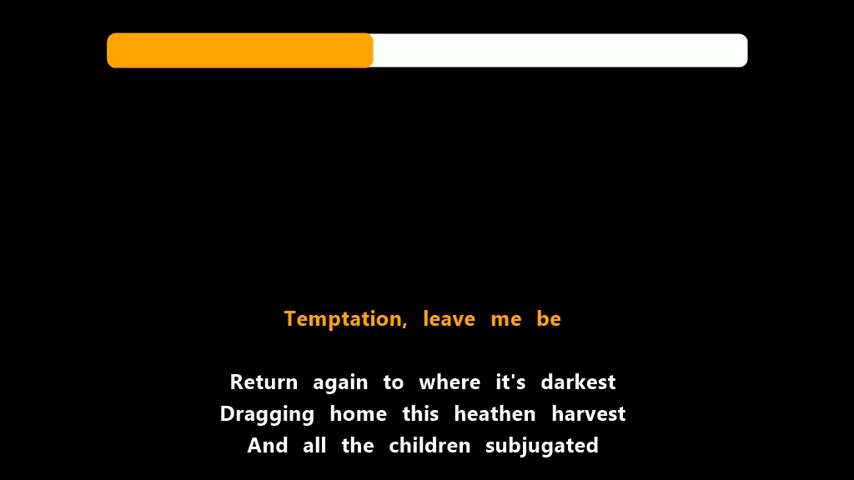 Temptation, leave me be
Return again to where it's darkest
Dragging home this heathen harvest
And all the children subjugated